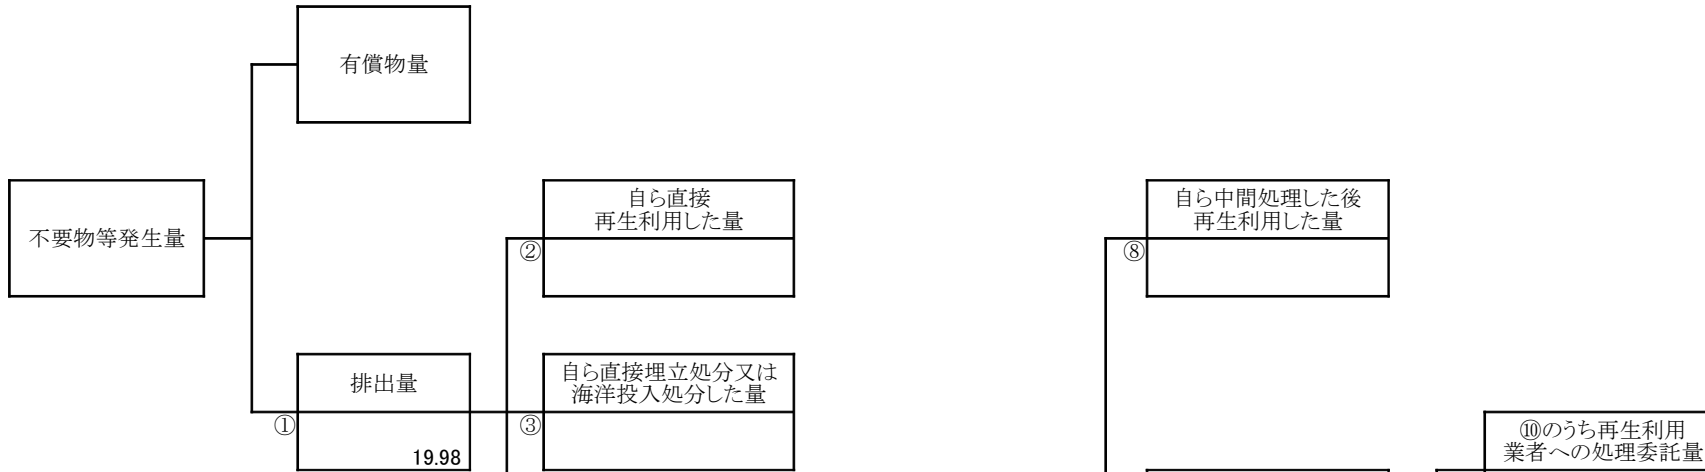 有償物量
不要物等発生量
自ら直接
再生利用した量
②
自ら中間処理した後
再生利用した量
⑧
排出量
①
19.98
自ら直接埋立処分又は
海洋投入処分した量
③
⑩のうち再生利用
業者への処理委託量